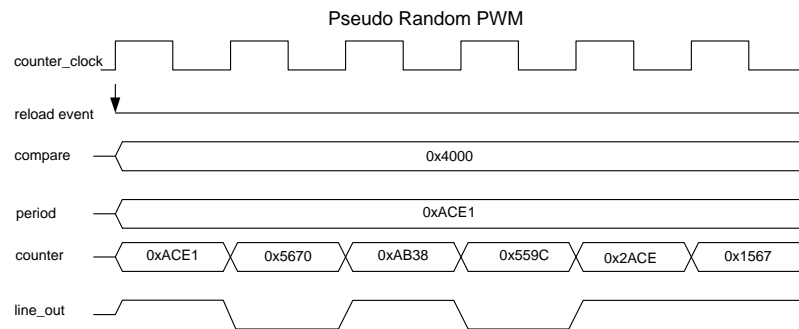 Pseudo Random PWM
counter_clock
reload event
compare 0x4000
period 0xACE1
counter 0xACE1 0x5670 0xAB38 0x559C 0x2ACE 0x1567
line_out